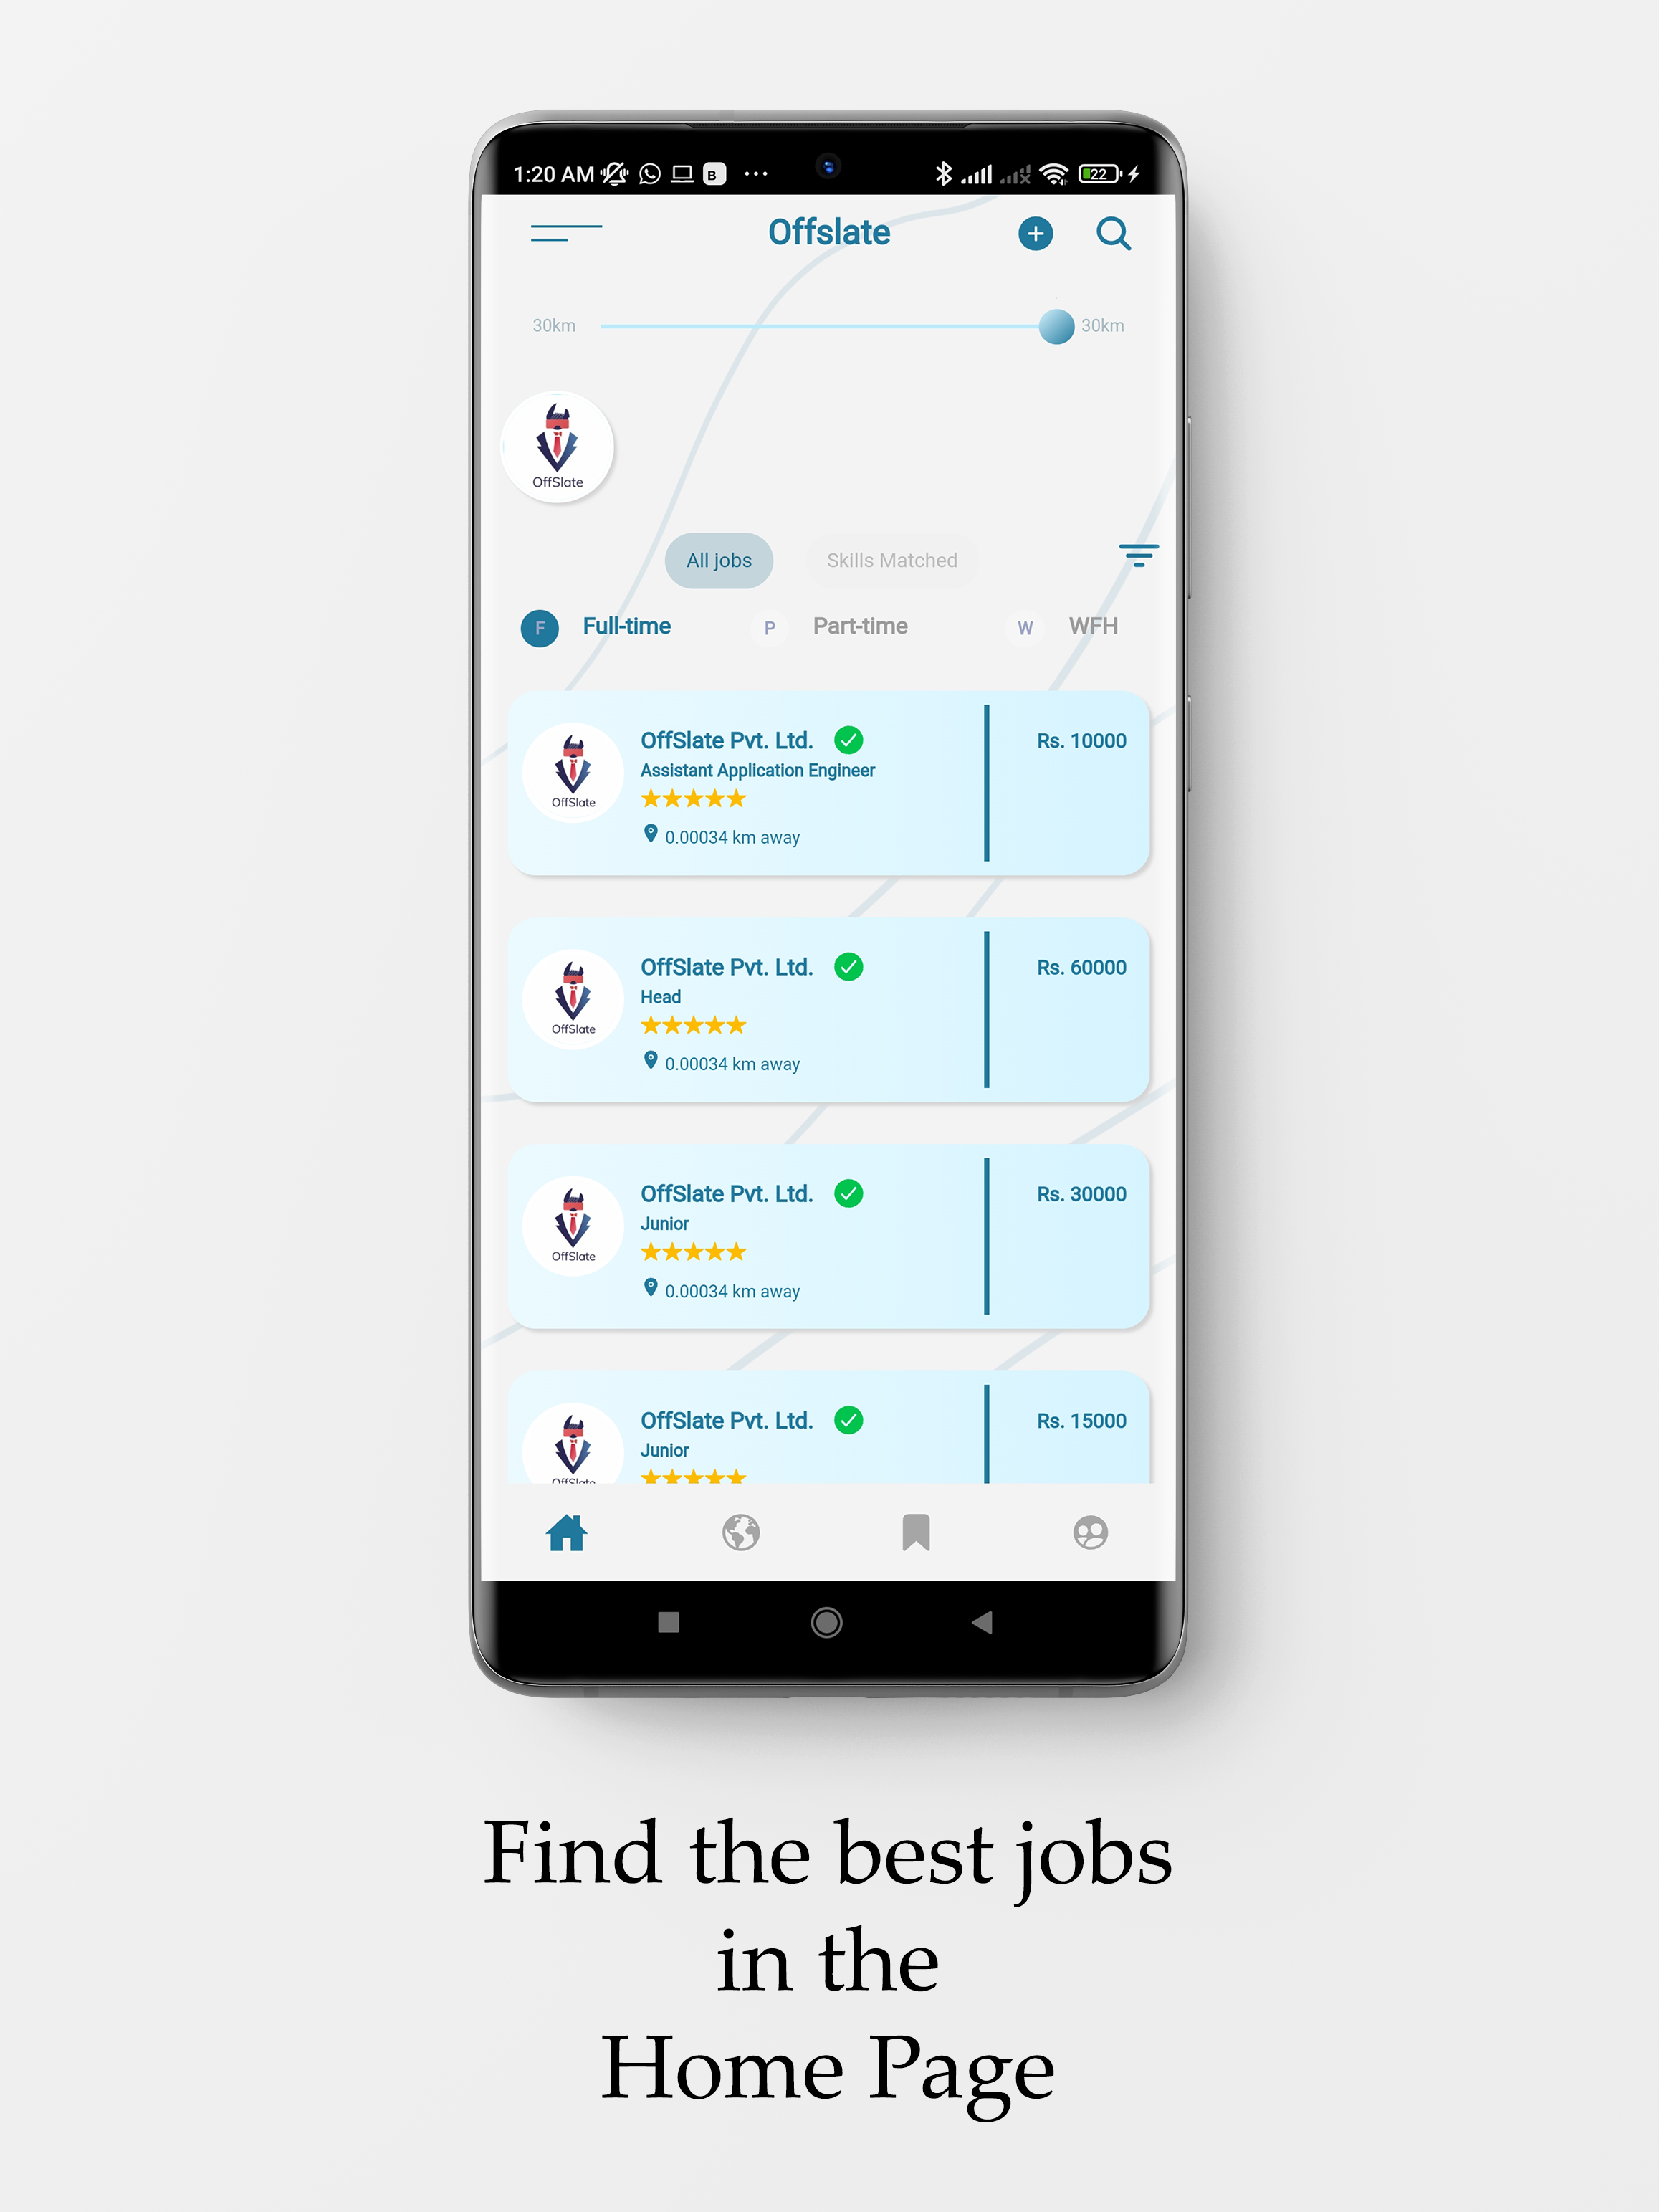 1:20 AM B ... 22
Offslate
30km 30km
OffSlate
All jobs Skills Matched
F Full-time P Part-time W WFH
OffSlate Pvt. Ltd. Rs. 10000
Assistant Application Engineer
OffSlate
0.00034 km away
OffSlate Pvt. Ltd. Rs. 60000
Head
OffSlate
0.00034 km away
OffSlate Pvt. Ltd. Rs. 30000
Junior
OffSlate
0.00034 km away
OffSlate Pvt. Ltd. Rs. 15000
Junior
OffSlate
Find the best jobs
in the
Home Page